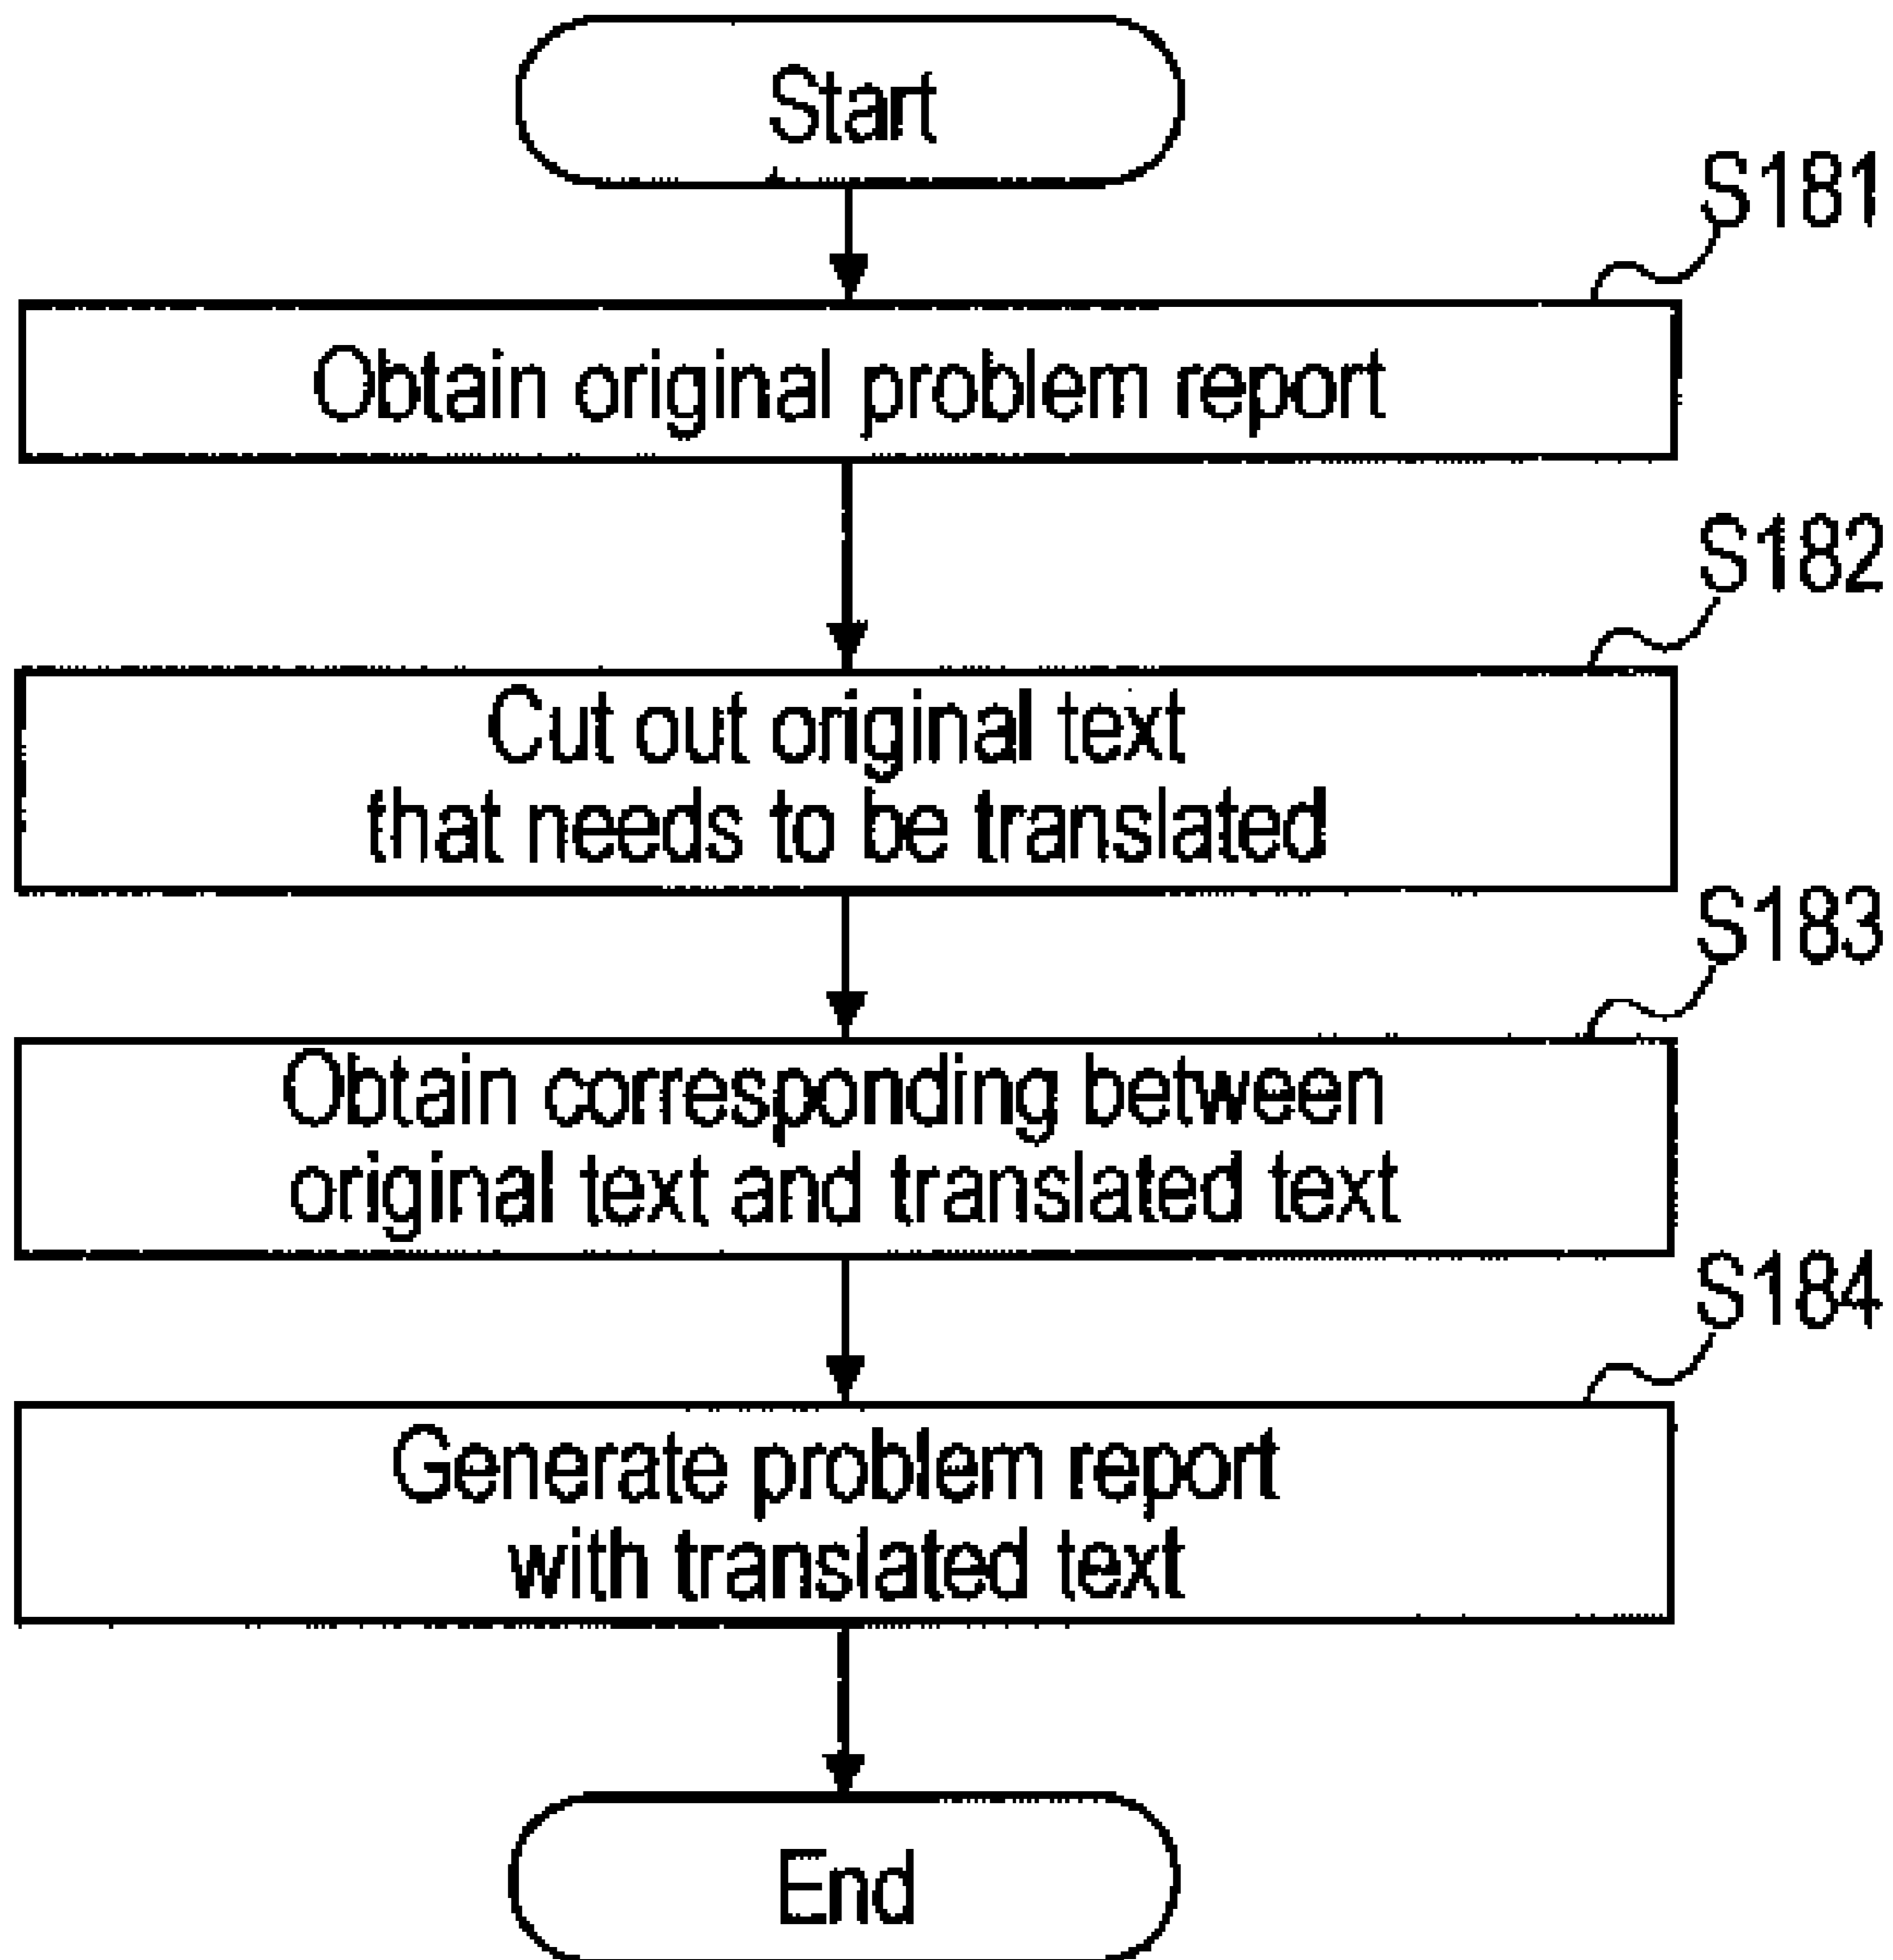 Start
S181
Obtain original problem report
S182
Cut out original text
that needs to be translated
S183
Obtain corresponding between
original text and translated text
S184
Generate problem report
with translated text
End